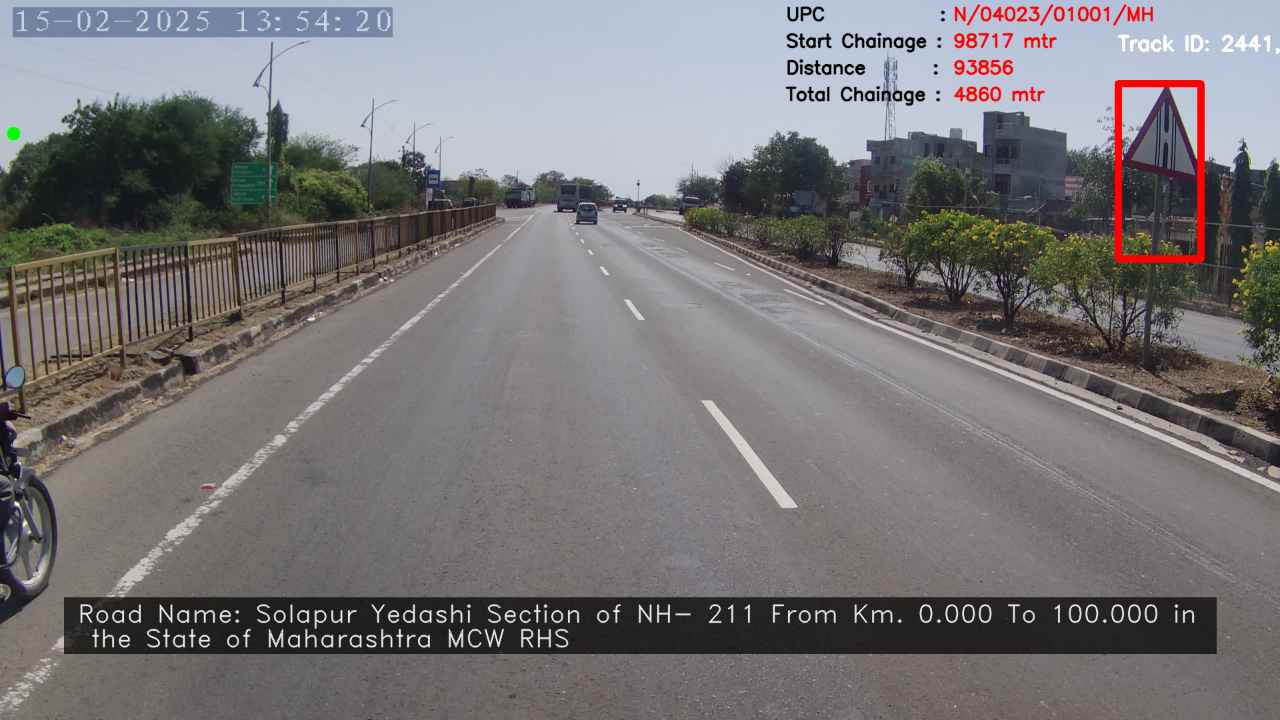 15-02-2025 13:54:20
UPC : N/04023/01001/MH
Start Chainage : 98717 mtr
Track ID: 2441,
Distance : 93856
Total Chainage : 4860 mtr
Road Name: Solapur Yedashi Section of NH- 211 From Km. 0.000 To 100.000 in
the State of Maharashtra MCW RHS